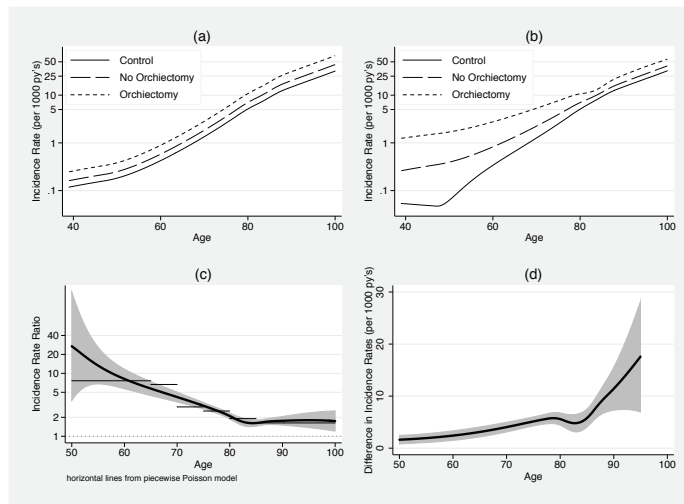 (a)
Incidence Rate (per 1000 py's)
50
25
10
5
1
.1
Control
No Orchiectomy
Orchiectomy
40 60 80 100
Age
(b)
Incidence Rate (per 1000 py's)
50
25
10
5
1
.1
Control
No Orchiectomy
Orchiectomy
40 60 80 100
Age
(c)
Incidence Rate Ratio
40
20
10
5
2
1
50 60 70 80 90 100
Age
horizontal lines from piecewise Poisson model
(d)
Difference in Incidence Rates (per 1000 py's)
30
20
10
0
50 60 70 80 90 100
Age